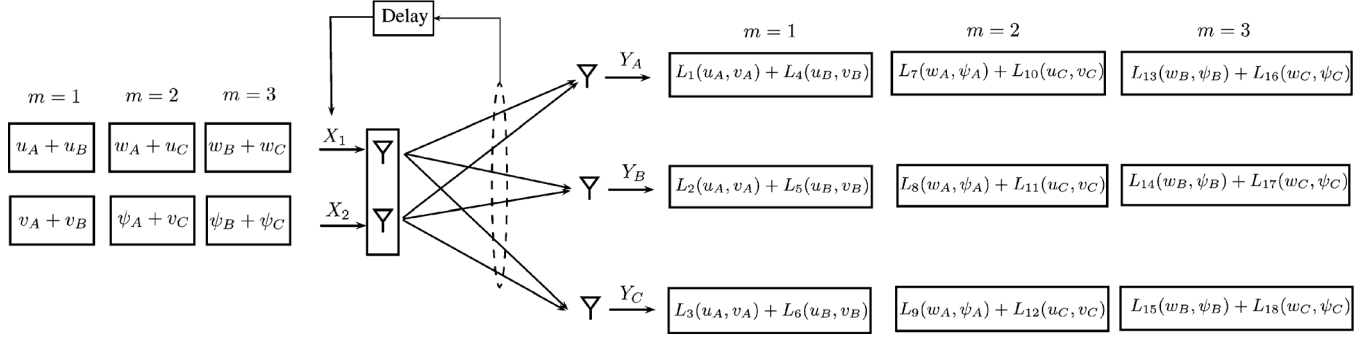 Delay
m = 1 m = 2 m = 3
u_A + u_B w_A + u_C w_B + w_C
v_A + v_B ψ_A + v_C ψ_B + ψ_C
X_1
X_2
m = 1 m = 2 m = 3
Y_A L_1(u_A, v_A) + L_4(u_B, v_B) L_7(w_A, ψ_A) + L_10(u_C, v_C) L_13(w_B, ψ_B) + L_16(w_C, ψ_C)
Y_B L_2(u_A, v_A) + L_5(u_B, v_B) L_8(w_A, ψ_A) + L_11(u_C, v_C) L_14(w_B, ψ_B) + L_17(w_C, ψ_C)
Y_C L_3(u_A, v_A) + L_6(u_B, v_B) L_9(w_A, ψ_A) + L_12(u_C, v_C) L_15(w_B, ψ_B) + L_18(w_C, ψ_C)